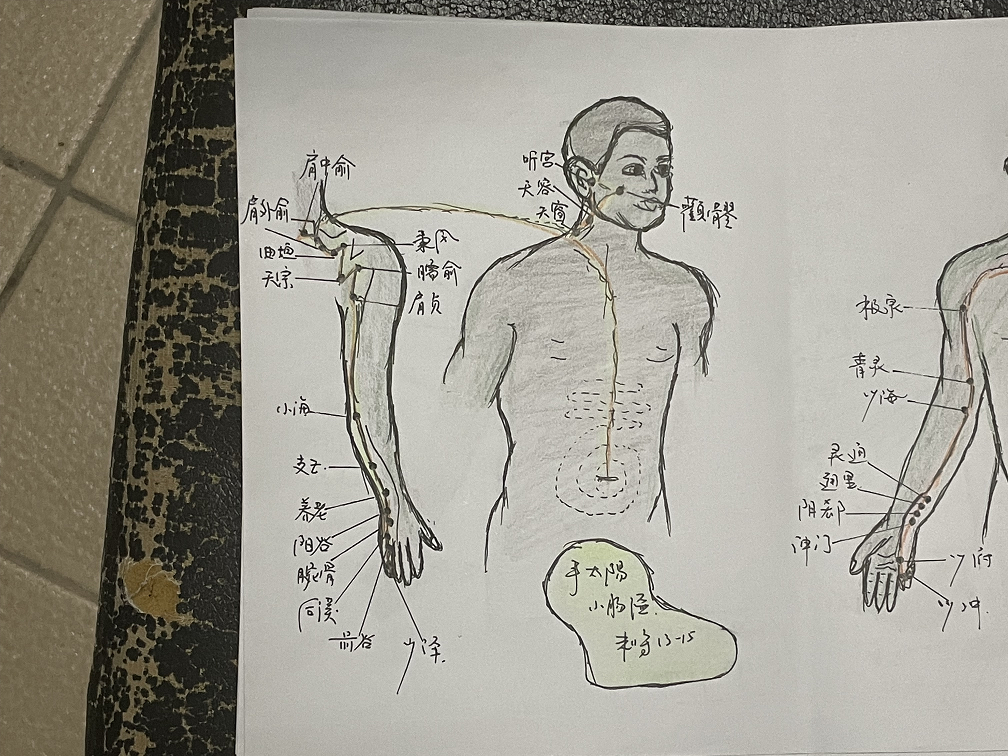 肩中俞
肩外俞
曲垣
天宗
秉风
臑俞
肩贞
小海
支正
养老
阳谷
腕骨
后溪
前谷
少泽
听宫
天容
天窗
颧髎
手太陽
小肠经
未时13-15
极泉
青灵
少海
灵道
通里
阴郄
神门
少府
少冲